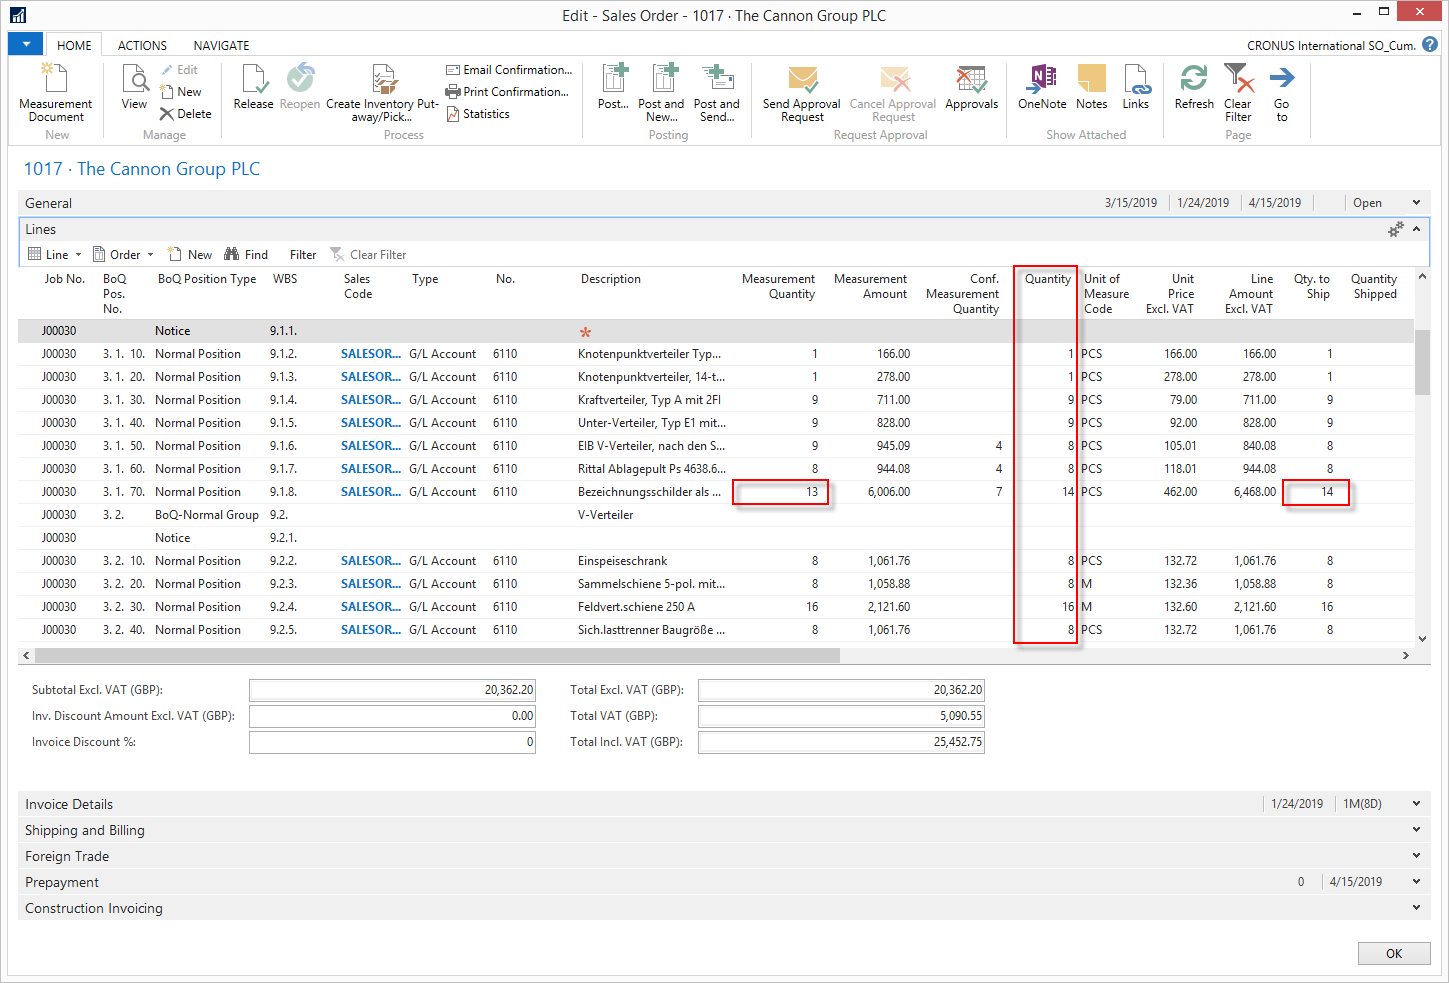 Edit - Sales Order - 1017 · The Cannon Group PLC
HOME ACTIONS NAVIGATE CRONUS International SO_Cum.
Measurement Document
View
Edit
New
Delete
Release
Reopen
Create Inventory Put-away/Pick...
Email Confirmation...
Print Confirmation...
Statistics
Post...
Post and New...
Post and Send...
Send Approval Request
Cancel Approval Request
Approvals
OneNote
Notes
Links
Refresh
Clear Filter
Go to
New Manage Process Posting Request Approval Show Attached Page
1017 · The Cannon Group PLC
General 3/15/2019 1/24/2019 4/15/2019 Open
Lines
Line Order New Find Filter Clear Filter
Job No. BoQ Pos. No. BoQ Position Type WBS Sales Code Type No. Description Measurement Quantity Measurement Amount Conf. Measurement Quantity Quantity Unit of Measure Code Unit Price Excl. VAT Line Amount Excl. VAT Qty. to Ship Quantity Shipped
J00030 Notice 9.1.1. *
J00030 3. 1. 10. Normal Position 9.1.2. SALESOR... G/L Account 6110 Knotenpunktverteiler Typ... 1 166.00 1 PCS 166.00 166.00 1
J00030 3. 1. 20. Normal Position 9.1.3. SALESOR... G/L Account 6110 Knotenpunktverteiler, 14-t... 1 278.00 1 PCS 278.00 278.00 1
J00030 3. 1. 30. Normal Position 9.1.4. SALESOR... G/L Account 6110 Kraftverteiler, Typ A mit 2FI 9 711.00 9 PCS 79.00 711.00 9
J00030 3. 1. 40. Normal Position 9.1.5. SALESOR... G/L Account 6110 Unter-Verteiler, Typ E1 mit... 9 828.00 9 PCS 92.00 828.00 9
J00030 3. 1. 50. Normal Position 9.1.6. SALESOR... G/L Account 6110 EIB V-Verteiler, nach den S... 9 945.09 4 8 PCS 105.01 840.08 8
J00030 3. 1. 60. Normal Position 9.1.7. SALESOR... G/L Account 6110 Rittal Ablagepult Ps 4638.6... 8 944.08 4 8 PCS 118.01 944.08 8
J00030 3. 1. 70. Normal Position 9.1.8. SALESOR... G/L Account 6110 Bezeichnungsschilder als ... 13 6,006.00 7 14 PCS 462.00 6,468.00 14
J00030 3. 2. BoQ-Normal Group 9.2. V-Verteiler
J00030 Notice 9.2.1.
J00030 3. 2. 10. Normal Position 9.2.2. SALESOR... G/L Account 6110 Einspeiseschrank 8 1,061.76 8 PCS 132.72 1,061.76 8
J00030 3. 2. 20. Normal Position 9.2.3. SALESOR... G/L Account 6110 Sammelschiene 5-pol. mit... 8 1,058.88 8 M 132.36 1,058.88 8
J00030 3. 2. 30. Normal Position 9.2.4. SALESOR... G/L Account 6110 Feldvert.schiene 250 A 16 2,121.60 16 M 132.60 2,121.60 16
J00030 3. 2. 40. Normal Position 9.2.5. SALESOR... G/L Account 6110 Sich.lasttrenner Baugröße ... 8 1,061.76 8 PCS 132.72 1,061.76 8
Subtotal Excl. VAT (GBP): 20,362.20 Total Excl. VAT (GBP): 20,362.20
Inv. Discount Amount Excl. VAT (GBP): 0.00 Total VAT (GBP): 5,090.55
Invoice Discount %: 0 Total Incl. VAT (GBP): 25,452.75
Invoice Details 1/24/2019 1M(8D)
Shipping and Billing
Foreign Trade
Prepayment 0 4/15/2019
Construction Invoicing
OK